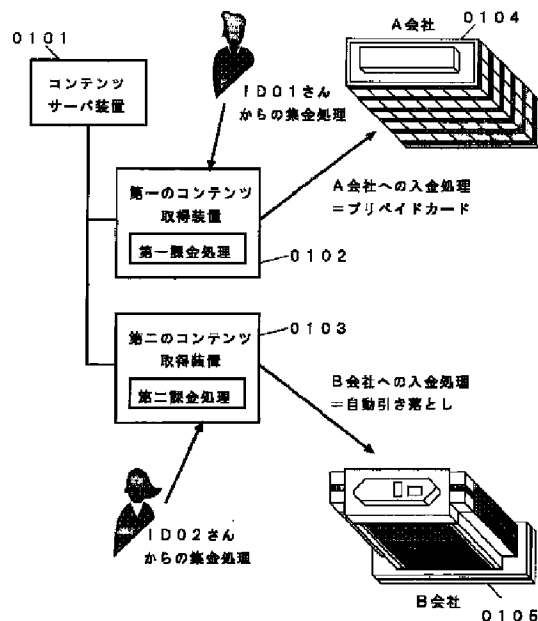 0101
コンテンツ
サーバ装置
ID01さん
からの集金処理
A会社
0104
第一のコンテンツ
取得装置
第一課金処理
0102
A会社への入金処理
=プリペイドカード
第二のコンテンツ
取得装置
第二課金処理
0103
B会社への入金処理
=自動引き落とし
ID02さん
からの集金処理
B会社
0105